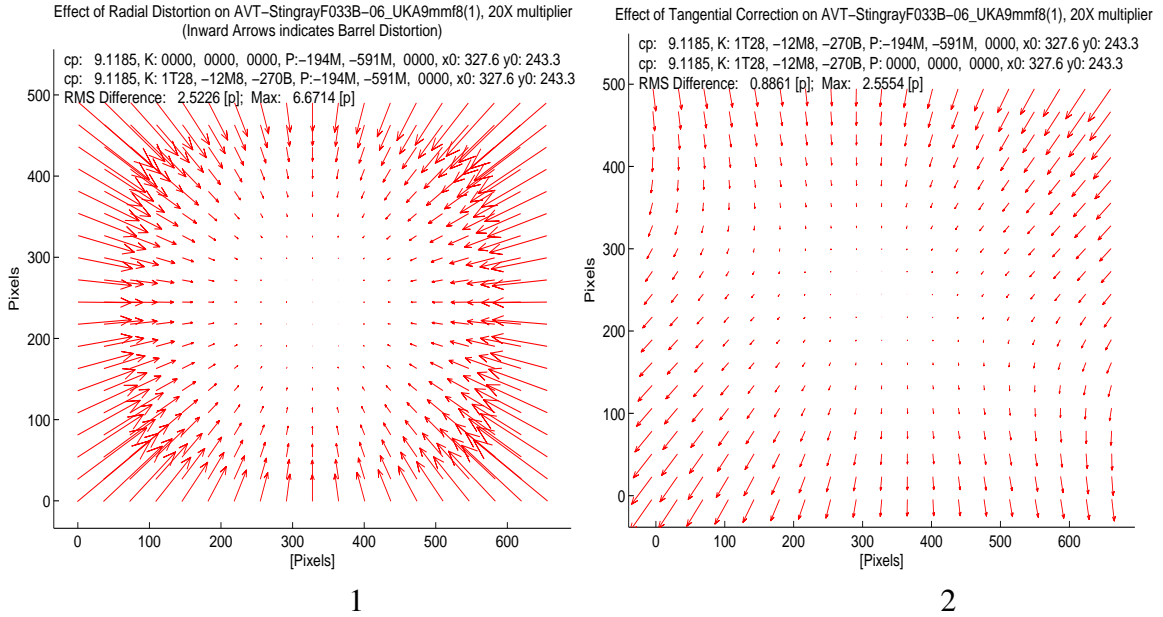 Effect of Radial Distortion on AVT−StingrayF033B−06_UKA9mmf8(1), 20X multiplier
(Inward Arrows indicates Barrel Distortion)
cp: 9.1185, K: 0000, 0000, 0000, P:−194M, −591M, 0000, x0: 327.6 y0: 243.3
cp: 9.1185, K: 1T28, −12M8, −270B, P:−194M, −591M, 0000, x0: 327.6 y0: 243.3
RMS Difference: 2.5226 [p]; Max: 6.6714 [p]
500
400
300
200
100
0
Pixels
0 100 200 300 400 500 600
[Pixels]
1
Effect of Tangential Correction on AVT−StingrayF033B−06_UKA9mmf8(1), 20X multiplier
cp: 9.1185, K: 1T28, −12M8, −270B, P:−194M, −591M, 0000, x0: 327.6 y0: 243.3
cp: 9.1185, K: 1T28, −12M8, −270B, P: 0000, 0000, 0000, x0: 327.6 y0: 243.3
RMS Difference: 0.8861 [p]; Max: 2.5554 [p]
500
400
300
200
100
0
Pixels
0 100 200 300 400 500 600
[Pixels]
2